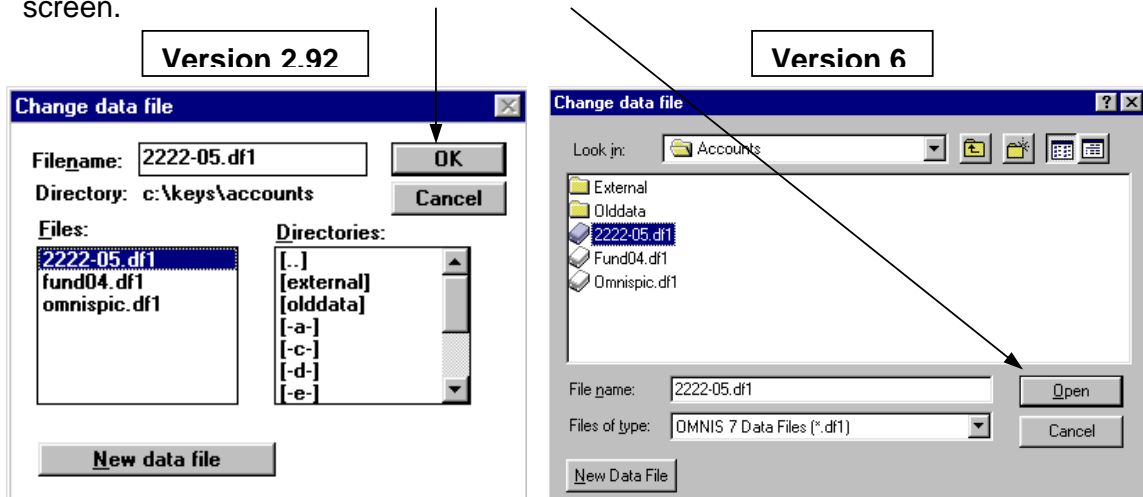 screen.
Version 2.92
Version 6
Change data file
Filename: 2222-05.df1
OK
Directory: c:\keys\accounts
Cancel
Files:
Directories:
2222-05.df1
fund04.df1
omnispic.df1
[..]
[external]
[olddata]
[-a-]
[-c-]
[-d-]
[-e-]
New data file
Change data file
Look in: Accounts
External
Olddata
2222-05.df1
Fund04.df1
Omnispic.df1
File name: 2222-05.df1
Open
Files of type: OMNIS 7 Data Files (*.df1)
Cancel
New Data File